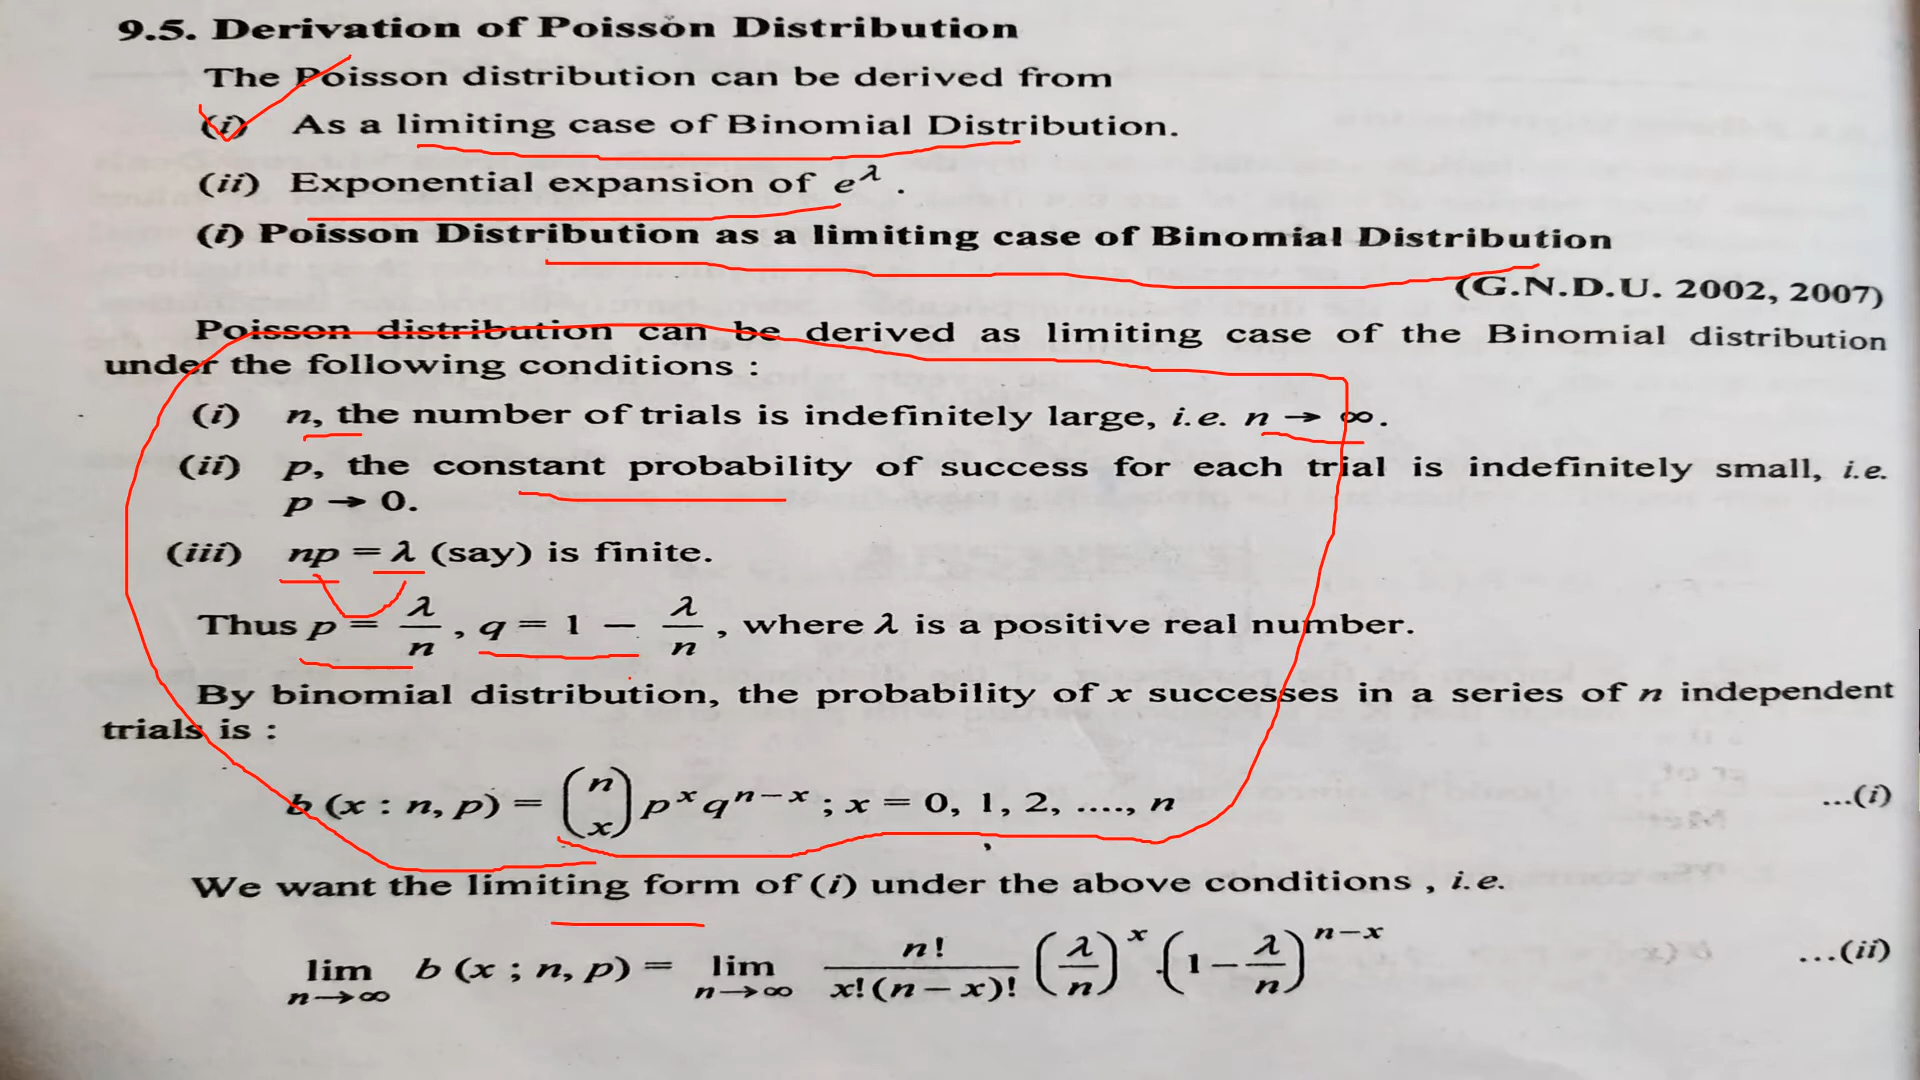 9.5. Derivation of Poisson Distribution
The Poisson distribution can be derived from
(i) As a limiting case of Binomial Distribution.
(ii) Exponential expansion of e^λ .
(i) Poisson Distribution as a limiting case of Binomial Distribution
(G.N.D.U. 2002, 2007)
Poisson distribution can be derived as limiting case of the Binomial distribution
under the following conditions :
(i) n, the number of trials is indefinitely large, i.e. n → ∞.
(ii) p, the constant probability of success for each trial is indefinitely small, i.e.
p → 0.
(iii) np = λ (say) is finite.
Thus p = λ/n , q = 1 − λ/n , where λ is a positive real number.
By binomial distribution, the probability of x successes in a series of n independent
trials is :
b (x : n, p) = (n x) p^x q^(n−x) ; x = 0, 1, 2, ...., n ...(i)
We want the limiting form of (i) under the above conditions , i.e.
lim n→∞ b (x ; n, p) = lim n→∞ n!/(x!(n − x)!) (λ/n)^x . (1 − λ/n)^(n−x) ...(ii)